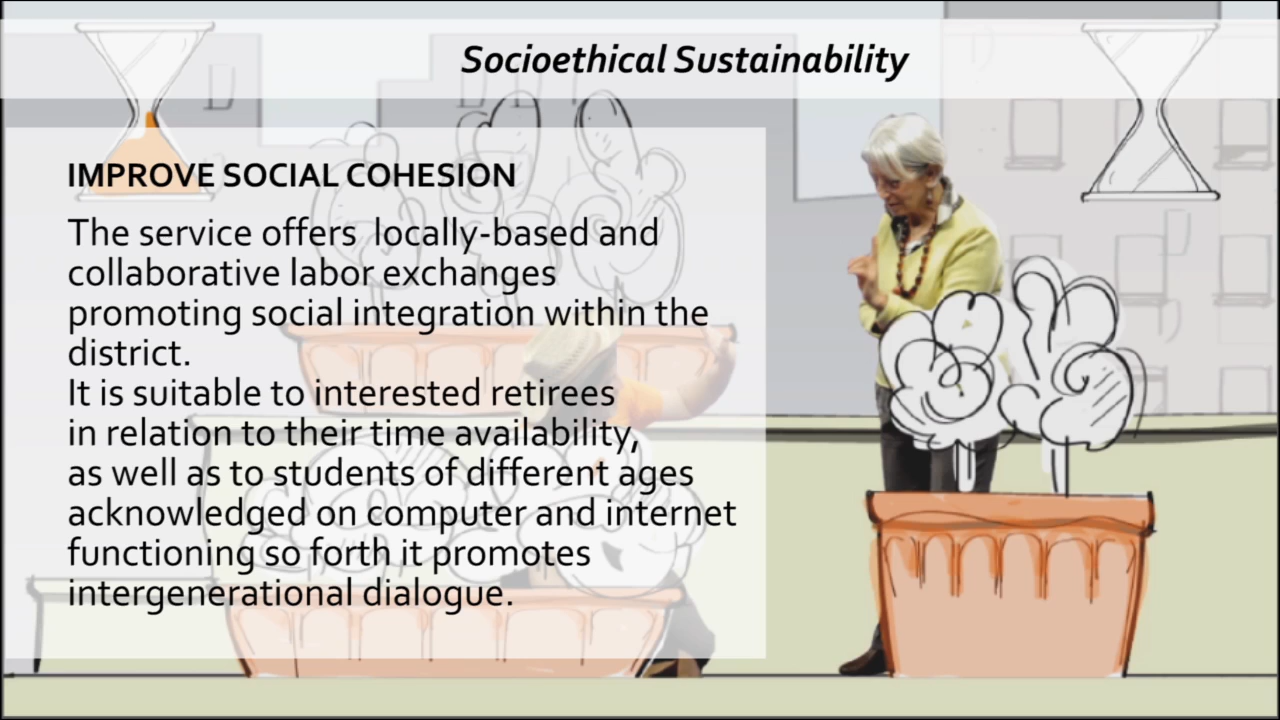 Socioethical Sustainability
IMPROVE SOCIAL COHESION
The service offers  locally-based and
collaborative labor exchanges
promoting social integration within the
district.
It is suitable to interested retirees
in relation to their time availability,
as well as to students of different ages
acknowledged on computer and internet
functioning so forth it promotes
intergenerational dialogue.